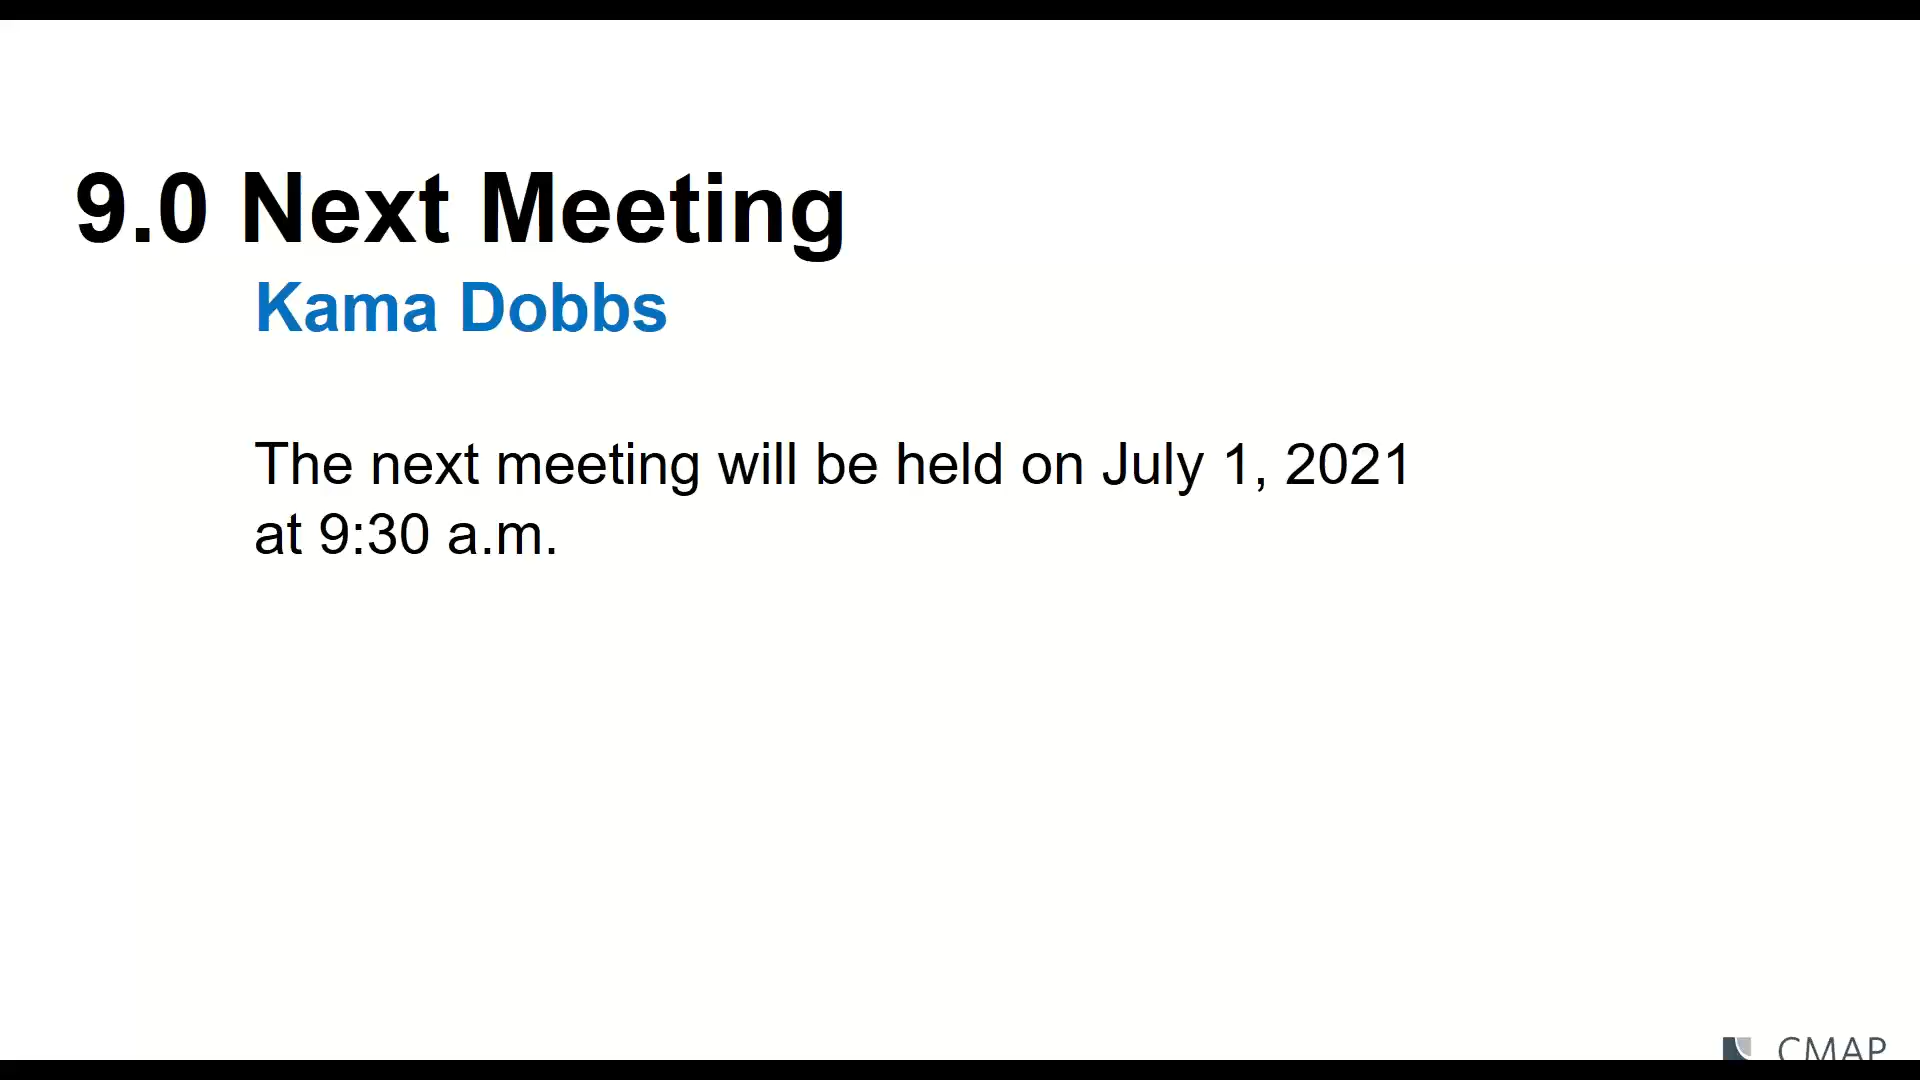 9.0 Next Meeting
Kama Dobbs
The next meeting will be held on July 1, 2021
at 9:30 a.m.
CMAP